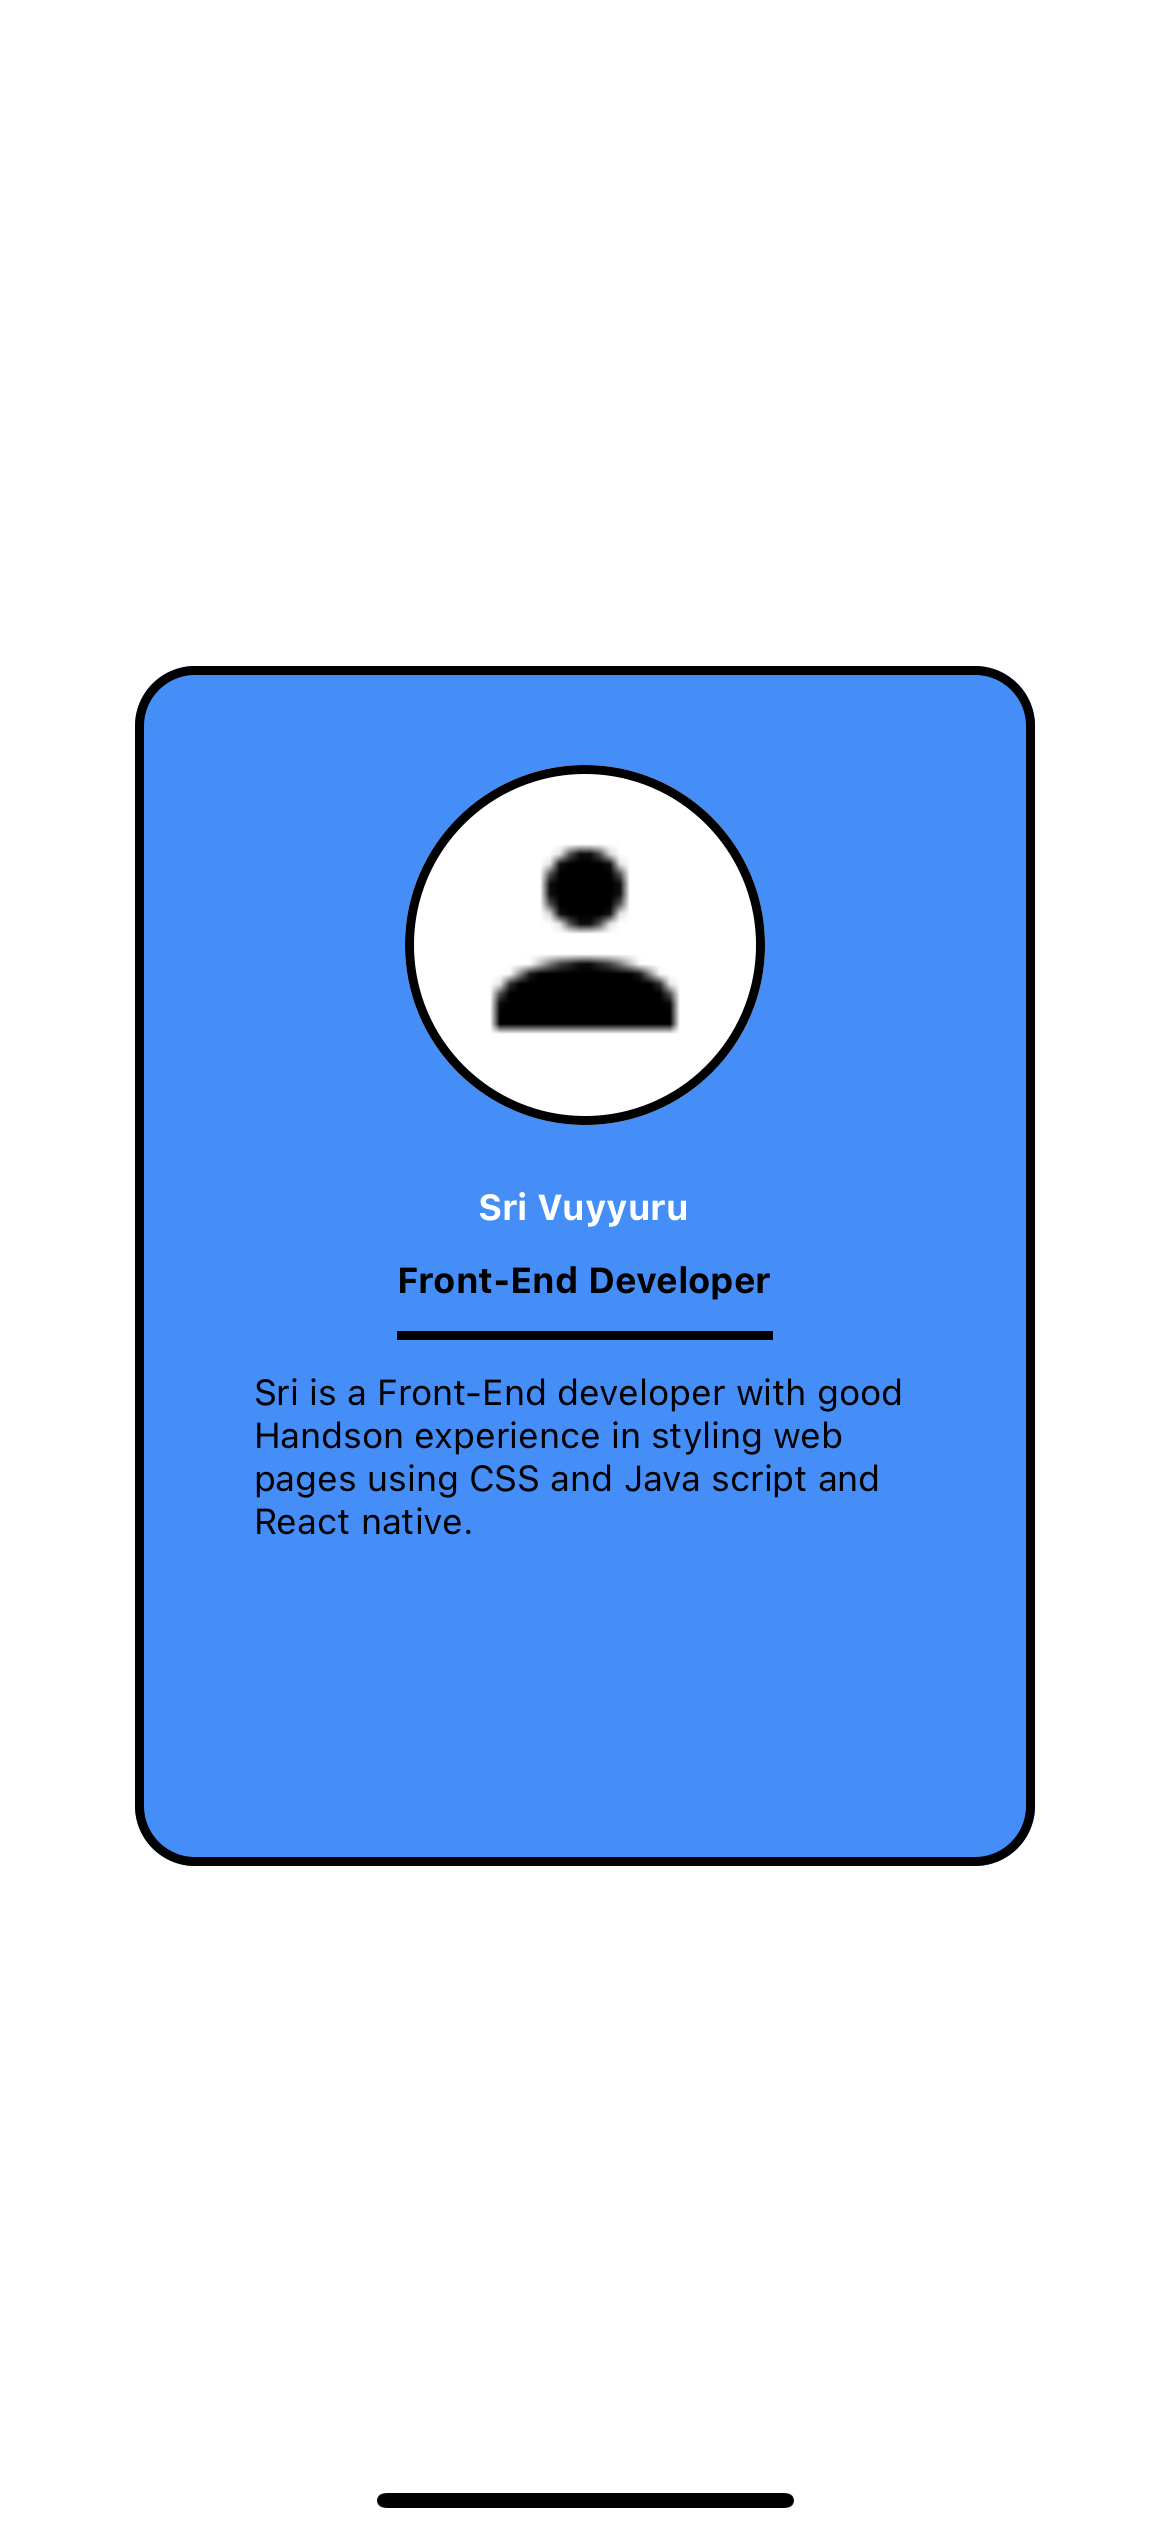 Sri Vuyyuru
Front-End Developer
Sri is a Front-End developer with good
Handson experience in styling web
pages using CSS and Java script and
React native.